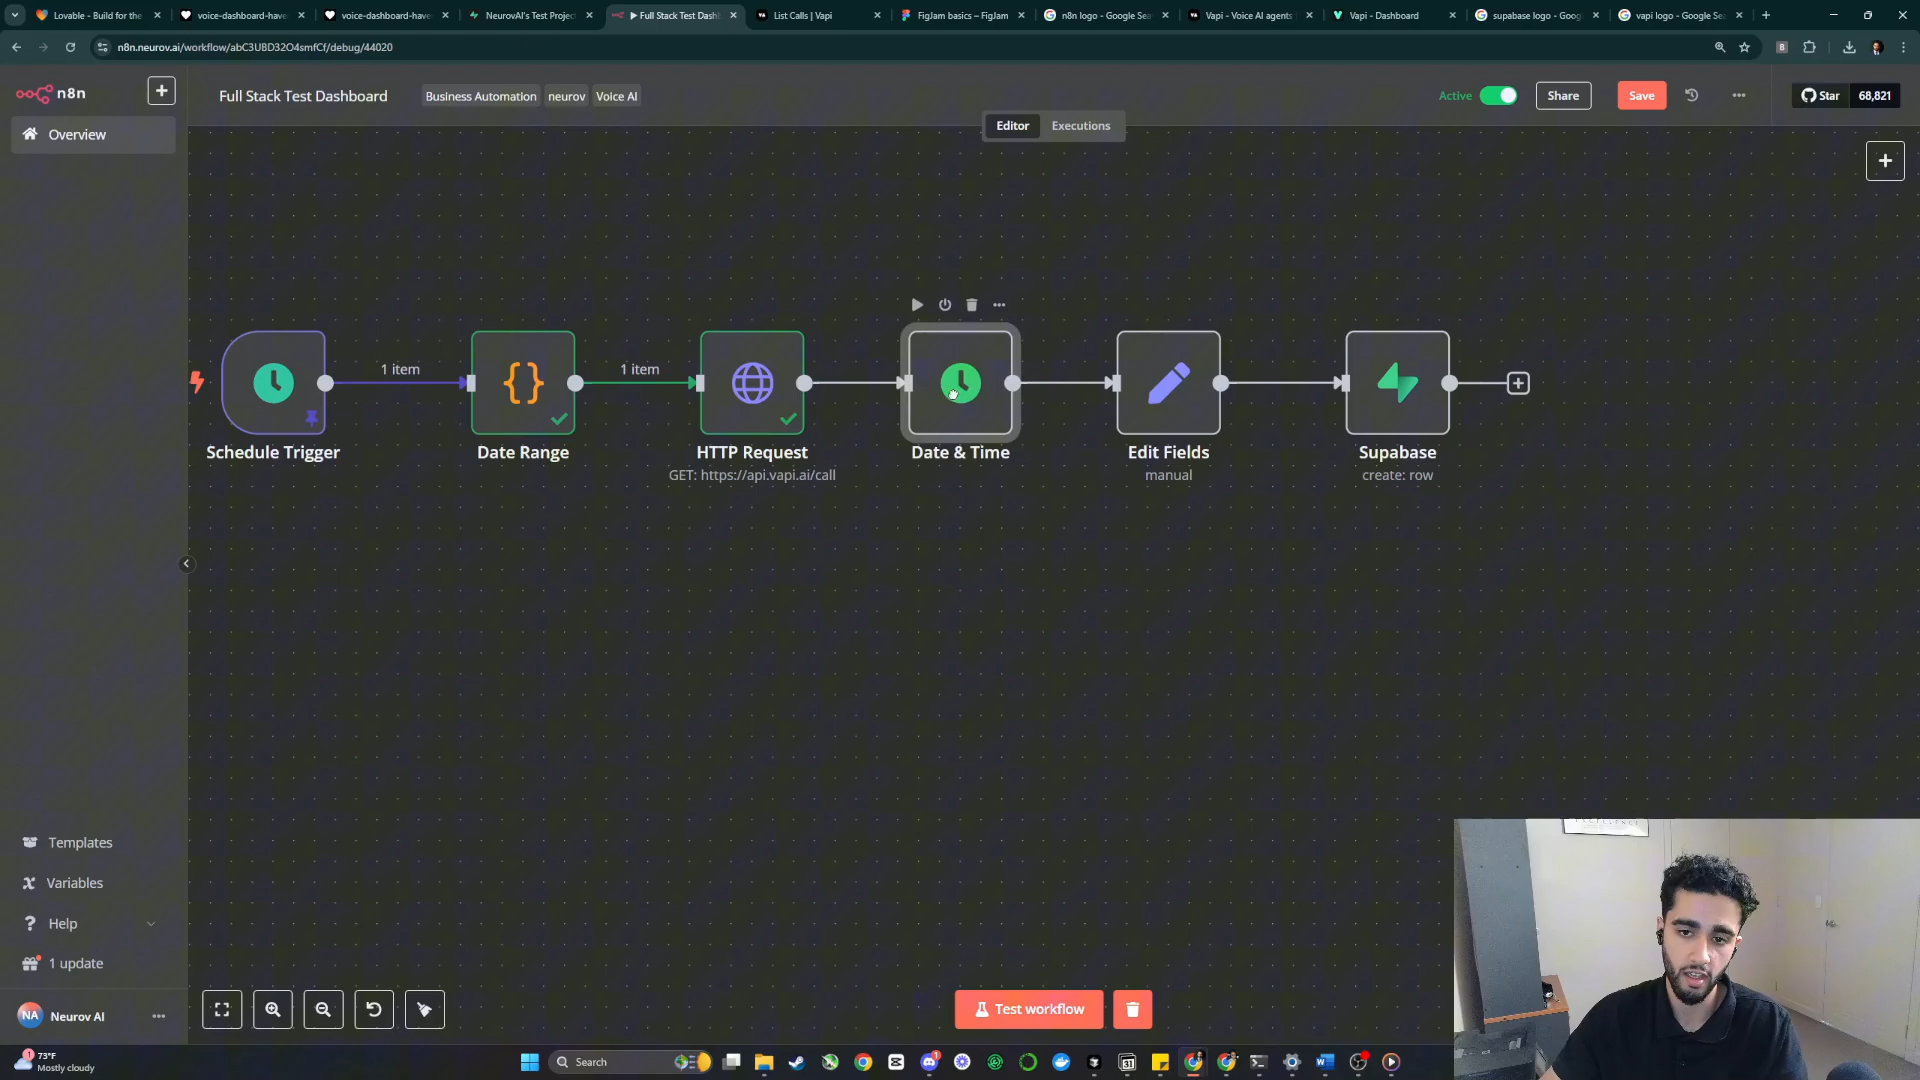 Lovable - Build for the
voice-dashboard-have
voice-dashboard-have
NeurovAI's Test Projec
Full Stack Test Dashb
List Calls | Vapi
FigJam basics – FigJam
n8n logo - Google Sea
Vapi - Voice AI agents
Vapi - Dashboard
supabase logo - Goog
vapi logo - Google Sea
n8n.neurov.ai/workflow/abC3UBD32O4smfCf/debug/44020
n8n
Full Stack Test Dashboard
Business Automation
neurov
Voice AI
Active
Share
Save
Star
68,821
Overview
Editor
Executions
1 item
1 item
Schedule Trigger
Date Range
HTTP Request
GET: https://api.vapi.ai/call
Date & Time
Edit Fields
manual
Supabase
create: row
Templates
Variables
Help
1 update
NA
Neurov AI
Test workflow
73°F
Mostly cloudy
Search